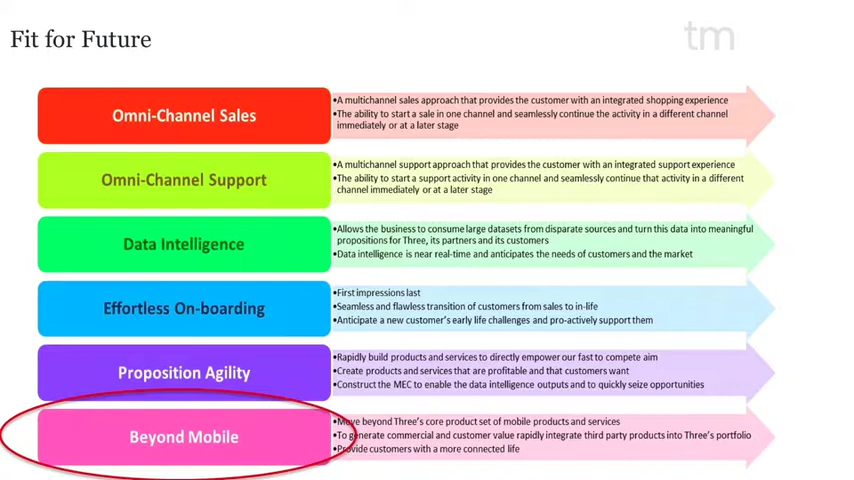 Fit for Future
tm
Omni-Channel Sales
•A multichannel sales approach that provides the customer with an integrated shopping experience
•The ability to start a sale in one channel and seamlessly continue the activity in a different channel
immediately or at a later stage
Omni-Channel Support
•A multichannel support approach that provides the customer with an integrated support experience
•The ability to start a support activity in one channel and seamlessly continue that activity in a different
channel immediately or at a later stage
Data Intelligence
•Allows the business to consume large datasets from disparate sources and turn this data into meaningful
propositions for Three, its partners and its customers
•Data intelligence is near real-time and anticipates the needs of customers and the market
Effortless On-boarding
•First impressions last
•Seamless and flawless transition of customers from sales to in-life
•Anticipate a new customer's early life challenges and pro-actively support them
Proposition Agility
•Rapidly build products and services to directly empower our fast to compete aim
•Create products and services that are profitable and that customers want
•Construct the MEC to enable the data intelligence outputs and to quickly seize opportunities
Beyond Mobile
•Move beyond Three's core product set of mobile products and services
•To generate commercial and customer value rapidly integrate third party products into Three's portfolio
•Provide customers with a more connected life